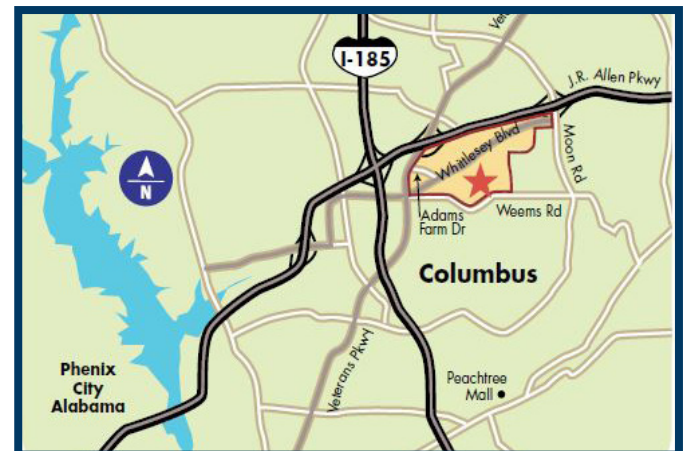 Vet
I-185
J.R. Allen Pkwy
Whittlesey Blvd
Moon Rd
N
Adams
Farm Dr
Weems Rd
Columbus
Veterans Pkwy
Phenix
City
Alabama
Peachtree
Mall